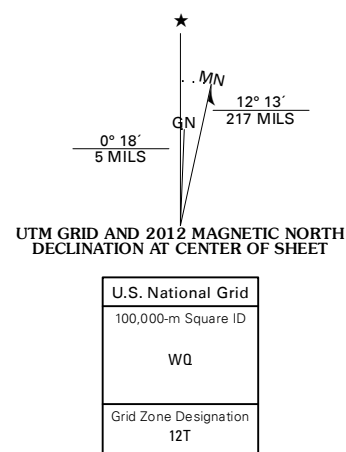 ★
MN
GN
12° 13´
217 MILS
0° 18´
5 MILS
UTM GRID AND 2012 MAGNETIC NORTH
DECLINATION AT CENTER OF SHEET
U.S. National Grid
100,000-m Square ID
WQ
Grid Zone Designation
12T